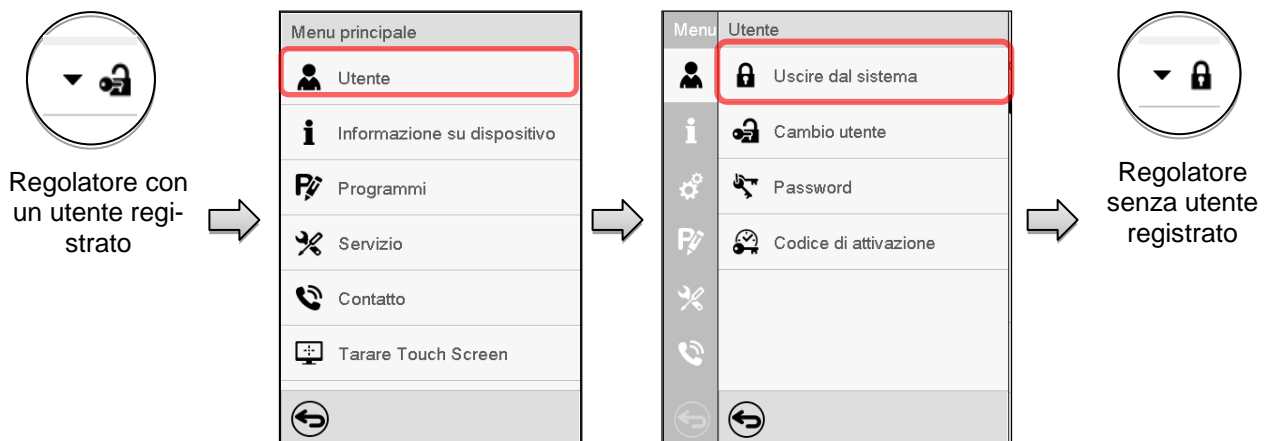 Regolatore con
un utente regi-
strato
Menu principale
Utente
Informazione su dispositivo
Programmi
Servizio
Contatto
Tarare Touch Screen
Menu
Utente
Uscire dal sistema
Cambio utente
Password
Codice di attivazione
Regolatore
senza utente
registrato